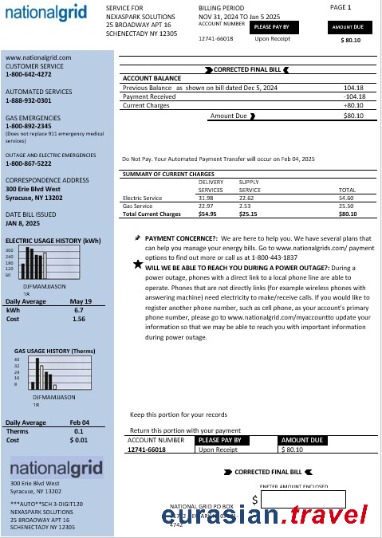 nationalgrid
SERVICE FOR
NEXASPARK SOLUTIONS
25 BROADWAY APT 16
SCHENECTADY NY 12305
BILLING PERIOD
NOV 31, 2024 TO Jan 5 2025
PAGE 1
ACCOUNT NUMBER PLEASE PAY BY AMOUNT DUE
12741-66018 Upon Receipt $ 80.10
www.nationalgrid.com
CUSTOMER SERVICE
1-800-642-4272
AUTOMATED SERVICES
1-888-932-0301
GAS EMERGENCIES
1-800-892-2345
(Does not replace 911 emergency medical
services)
OUTAGE AND ELECTRIC EMERGENCIES
1-800-867-5222
CORRESPONDENCE ADDRESS
300 Erie Blvd West
Syracuse, NY 13202
DATE BILL ISSUED
JAN 8, 2025
ELECTRIC USAGE HISTORY (kWh)
DJFMAMJJASON
Daily Average May 19
kWh 6.7
Cost 1.56
GAS USAGE HISTORY (Therms)
DJFMAMJJASON
18
Daily Average Feb 04
Therms 0.1
Cost $ 0.01
nationalgrid
300 Erie Blvd West
Syracuse, NY 13202
***AUTO**SCH 3-DIGIT120
NEXASPARK SOLUTIONS
25 BROADWAY APT 16
SCHENECTADY NY 12305
CORRECTED FINAL BILL
ACCOUNT BALANCE
Previous Balance as shown on bill dated Dec 5, 2024 104.18
Payment Received -104.18
Current Charges +80.10
Amount Due $80.10
Do Not Pay. Your Automated Payment Transfer will occur on Feb 04, 2025
SUMMARY OF CURRENT CHARGES
DELIVERY SUPPLY
SERVICES SERVICE TOTAL
Electric Service 31.98 22.62 54.60
Gas Service 22.97 2.53 25.50
Total Current Charges $54.95 $25.15 $80.10
PAYMENT CONCERNE?: We are here to help you. We have several plans that
can help you manage your energy bills. Go to www.nationalgrid.com/ payment
options to find out more or call us at 1-800-443-1837
WILL WE BE ABLE TO REACH YOU DURING A POWER OUTAGE?: During a
power outage, phones with a direct link to a local phone line are able to
operate. Phones that are not directly links (for example wireless phones with
answering machine) need electricity to make/receive calls. If you would like to
register another phone number, such as cell phone, as your account's primary
phone number, please go to www.nationalgrid.com/myaccountto update your
information so that we may be able to reach you with important information
during power outage.
Keep this portion for your records
Return this portion with your payment
ACCOUNT NUMBER PLEASE PAY BY AMOUNT DUE
12741-66018 Upon Receipt $ 80.10
CORRECTED FINAL BILL
ENTER AMOUNT ENCLOSED
$
NATIONAL GRID PO BOX
eurasian.travel